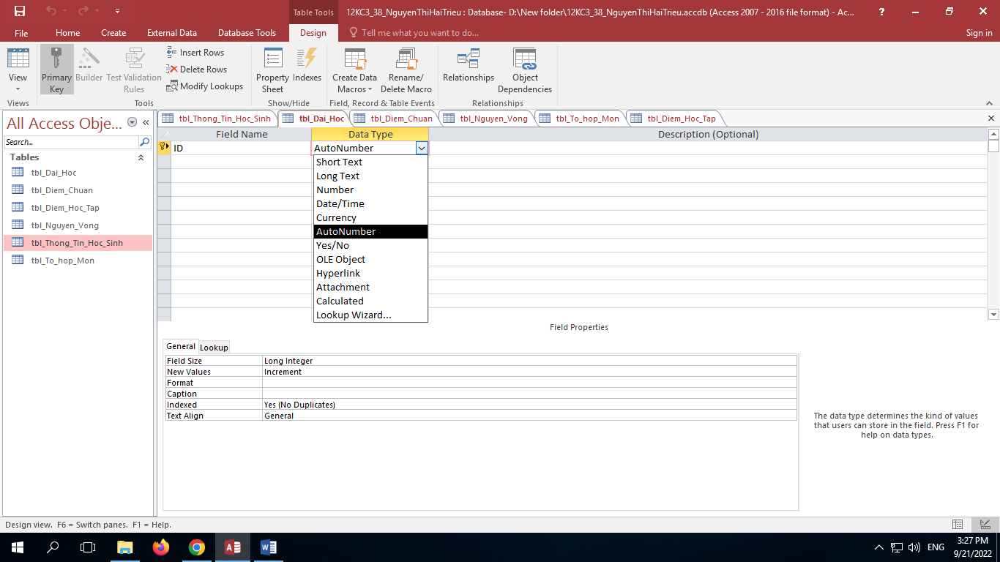 Table Tools
12KC3_38_NguyenThiHaiTrieu : Database- D:\New folder\12KC3_38_NguyenThiHaiTrieu.accdb (Access 2007 - 2016 file format) - Ac...
?
File
Home
Create
External Data
Database Tools
Design
Tell me what you want to do...
Sign in
View
Primary Key
Builder
Test Validation Rules
Insert Rows
Delete Rows
Modify Lookups
Property Sheet
Indexes
Create Data Macros
Rename/ Delete Macro
Relationships
Object Dependencies
Views
Tools
Show/Hide
Field, Record & Table Events
Relationships
All Access Obje...
Search...
Tables
tbl_Dai_Hoc
tbl_Diem_Chuan
tbl_Diem_Hoc_Tap
tbl_Nguyen_Vong
tbl_Thong_Tin_Hoc_Sinh
tbl_To_hop_Mon
tbl_Thong_Tin_Hoc_Sinh
tbl_Dai_Hoc
tbl_Diem_Chuan
tbl_Nguyen_Vong
tbl_To_hop_Mon
tbl_Diem_Hoc_Tap
Field Name
Data Type
Description (Optional)
ID
AutoNumber
Short Text
Long Text
Number
Date/Time
Currency
AutoNumber
Yes/No
OLE Object
Hyperlink
Attachment
Calculated
Lookup Wizard...
Field Properties
General
Lookup
Field Size Long Integer
New Values Increment
Format
Caption
Indexed Yes (No Duplicates)
Text Align General
The data type determines the kind of values
that users can store in the field. Press F1 for
help on data types.
Design view. F6 = Switch panes. F1 = Help.
ENG
3:27 PM
9/21/2022